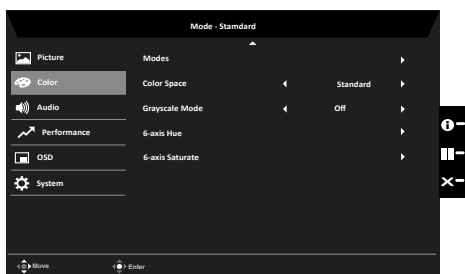 Mode - Stamdard
Picture
Modes
Color
Color Space Standard
Audio
Grayscale Mode Off
Performance
6-axis Hue
OSD
6-axis Saturate
System
Move Enter